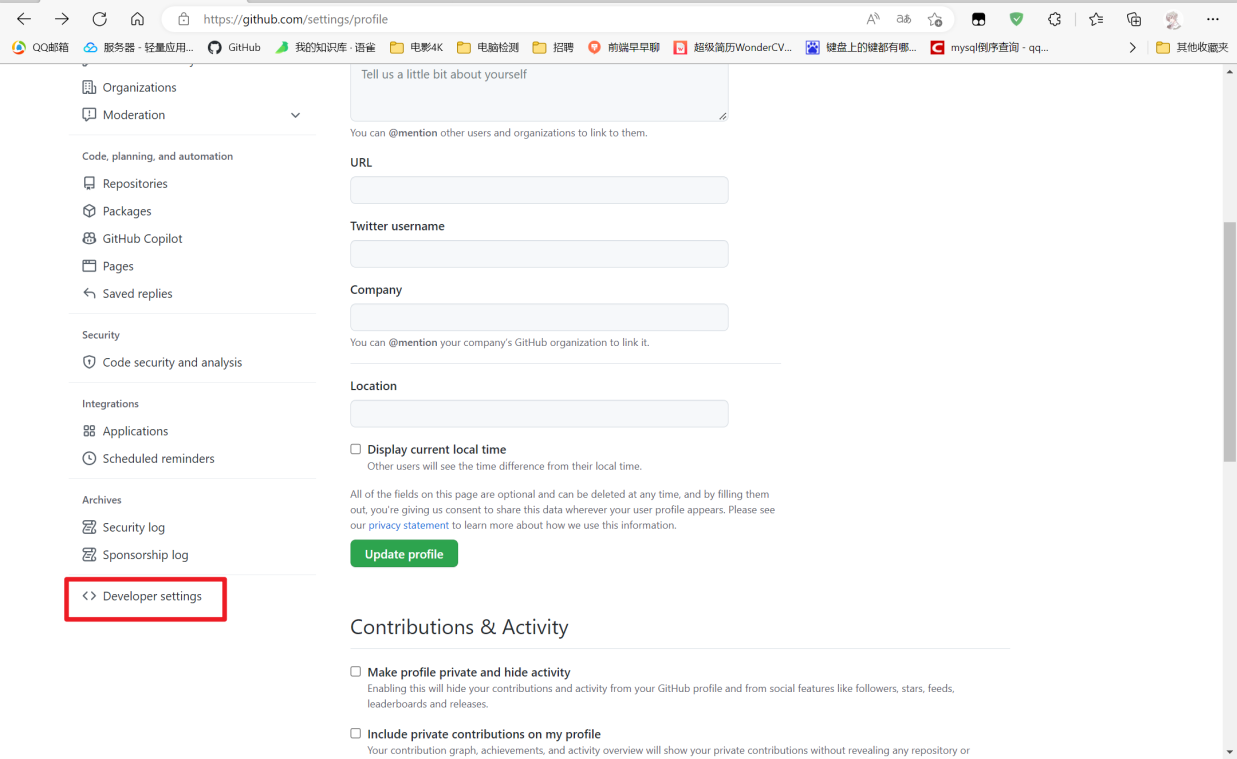 https://github.com/settings/profile
QQ邮箱
服务器 - 轻量应用...
GitHub
我的知识库 · 语雀
电影4K
电脑检测
招聘
前端早早聊
超级简历WonderCV...
键盘上的键都有哪...
mysql倒序查询 - qq...
其他收藏夹
Organizations
Moderation
Code, planning, and automation
Repositories
Packages
GitHub Copilot
Pages
Saved replies
Security
Code security and analysis
Integrations
Applications
Scheduled reminders
Archives
Security log
Sponsorship log
Developer settings
Tell us a little bit about yourself
You can @mention other users and organizations to link to them.
URL
Twitter username
Company
You can @mention your company's GitHub organization to link it.
Location
Display current local time
Other users will see the time difference from their local time.
All of the fields on this page are optional and can be deleted at any time, and by filling them
out, you're giving us consent to share this data wherever your user profile appears. Please see
our privacy statement to learn more about how we use this information.
Update profile
Contributions & Activity
Make profile private and hide activity
Enabling this will hide your contributions and activity from your GitHub profile and from social features like followers, stars, feeds,
leaderboards and releases.
Include private contributions on my profile
Your contribution graph, achievements, and activity overview will show your private contributions without revealing any repository or